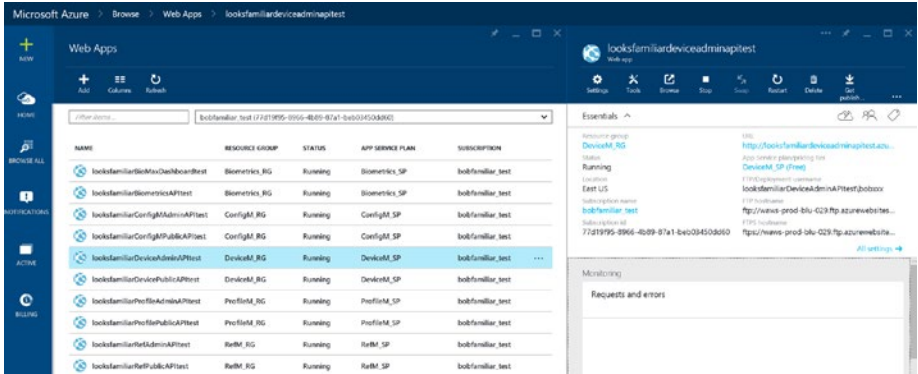 Microsoft Azure > Browse > Web Apps > looksfamiliardeviceadminapitest
NEW
HOME
BROWSE ALL
NOTIFICATIONS
ACTIVE
BILLING
Web Apps
Add Columns Refresh
Filter items... bobfamiliar_test (77d19f95-8966-4b89-87a1-beb03450dd60)
NAME RESOURCE GROUP STATUS APP SERVICE PLAN SUBSCRIPTION
looksfamiliarBioMaxDashboardtest Biometrics_RG Running Biometrics_SP bobfamiliar_test
looksfamiliarBiometricsAPItest Biometrics_RG Running Biometrics_SP bobfamiliar_test
looksfamiliarConfigMAdminAPItest ConfigM_RG Running ConfigM_SP bobfamiliar_test
looksfamiliarConfigMPublicAPItest ConfigM_RG Running ConfigM_SP bobfamiliar_test
looksfamiliarDeviceAdminAPItest DeviceM_RG Running DeviceM_SP bobfamiliar_test ...
looksfamiliarDevicePublicAPItest DeviceM_RG Running DeviceM_SP bobfamiliar_test
looksfamiliarProfileAdminAPItest ProfileM_RG Running ProfileM_SP bobfamiliar_test
looksfamiliarProfilePublicAPItest ProfileM_RG Running ProfileM_SP bobfamiliar_test
looksfamiliarRefAdminAPItest RefM_RG Running RefM_SP bobfamiliar_test
looksfamiliarRefPublicAPItest RefM_RG Running RefM_SP bobfamiliar_test
looksfamiliardeviceadminapitest
Web app
Settings Tools Browse Stop Swap Restart Delete Get publish... ...
Essentials
Resource group
DeviceM_RG
Status
Running
Location
East US
Subscription name
bobfamiliar_test
Subscription id
77d19f95-8966-4b89-87a1-beb03450dd60
URL
http://looksfamiliardeviceadminapitest.azu...
App Service plan/pricing tier
DeviceM_SP (Free)
FTP/Deployment username
looksfamiliarDeviceAdminAPItest\bobxxx
FTP hostname
ftp://waws-prod-blu-029.ftp.azurewebsites...
FTPS hostname
ftps://waws-prod-blu-029.ftp.azurewebsite...
All settings
Monitoring
Requests and errors